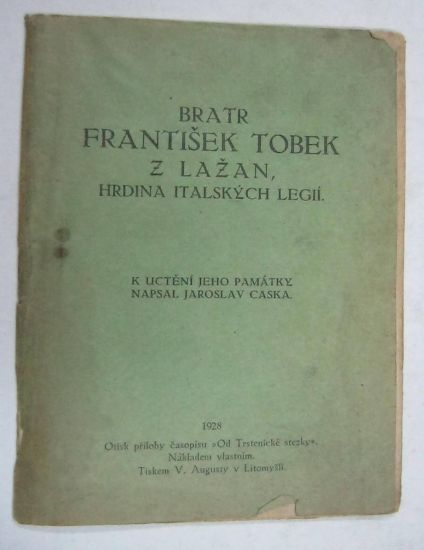 BRATR
FRANTIŠEK TOBEK
Z LAŽAN,
HRDINA ITALSKÝCH LEGIÍ.
K UCTĚNÍ JEHO PAMÁTKY
NAPSAL JAROSLAV CASKA.
1928
Otisk přílohy časopisu »Od Trstenické stezky«.
Nákladem vlastním.
Tiskem V. Augusty v Litomyšli.